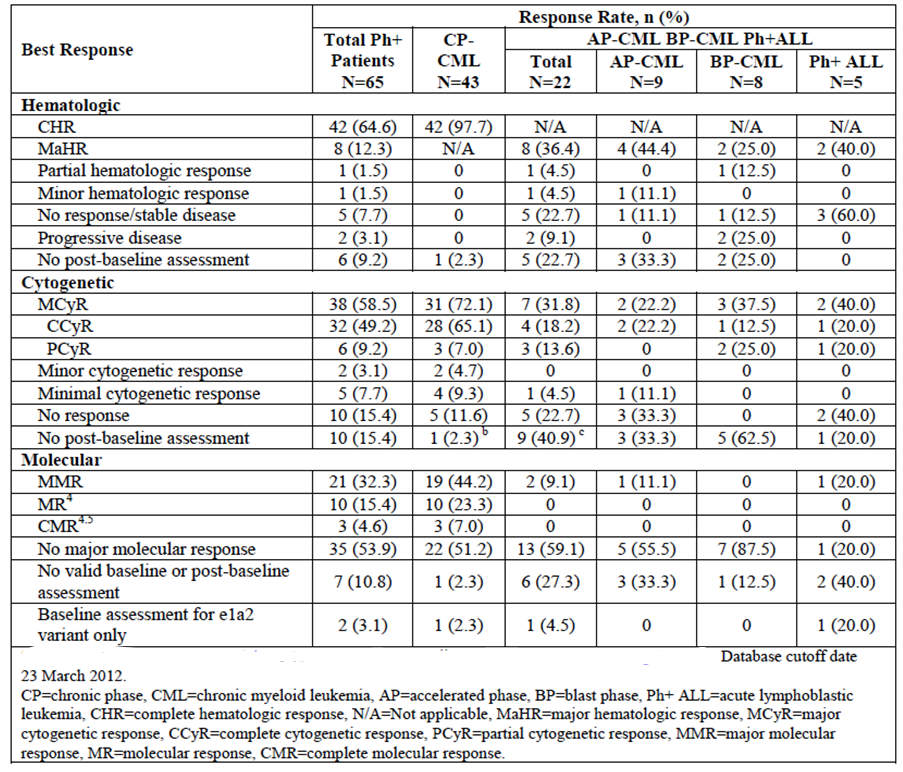 Best Response Response Rate, n (%)
Total Ph+ Patients N=65 CP-CML N=43 AP-CML BP-CML Ph+ALL
Total N=22 AP-CML N=9 BP-CML N=8 Ph+ ALL N=5
Hematologic
CHR 42 (64.6) 42 (97.7) N/A N/A N/A N/A
MaHR 8 (12.3) N/A 8 (36.4) 4 (44.4) 2 (25.0) 2 (40.0)
Partial hematologic response 1 (1.5) 0 1 (4.5) 1 (12.5) 0
Minor hematologic response 1 (1.5) 0 1 (4.5) 1 (11.1) 0 0
No response/stable disease 5 (7.7) 0 5 (22.7) 1 (11.1) 1 (12.5) 3 (60.0)
Progressive disease 2 (3.1) 0 2 (9.1) 0 2 (25.0) 0
No post-baseline assessment 6 (9.2) 1 (2.3) 5 (22.7) 3 (33.3) 2 (25.0) 0
Cytogenetic
MCyR 38 (58.5) 31 (72.1) 7 (31.8) 2 (22.2) 3 (37.5) 2 (40.0)
CCyR 32 (49.2) 28 (65.1) 4 (18.2) 2 (22.2) 1 (12.5) 1 (20.0)
PCyR 6 (9.2) 3 (7.0) 3 (13.6) 0 2 (25.0) 1 (20.0)
Minor cytogenetic response 2 (3.1) 2 (4.7) 0 0 0 0
Minimal cytogenetic response 5 (7.7) 4 (9.3) 1 (4.5) 1 (11.1) 0 0
No response 10 (15.4) 5 (11.6) 5 (22.7) 3 (33.3) 0 2 (40.0)
No post-baseline assessment 10 (15.4) 1 (2.3) b 9 (40.9) c 3 (33.3) 5 (62.5) 1 (20.0)
Molecular
MMR 21 (32.3) 19 (44.2) 2 (9.1) 1 (11.1) 0 1 (20.0)
MR4 10 (15.4) 10 (23.3) 0 0 0 0
CMR4.5 3 (4.6) 3 (7.0) 0 0 0 0
No major molecular response 35 (53.9) 22 (51.2) 13 (59.1) 5 (55.5) 7 (87.5) 1 (20.0)
No valid baseline or post-baseline
assessment 7 (10.8) 1 (2.3) 6 (27.3) 3 (33.3) 1 (12.5) 2 (40.0)
Baseline assessment for e1a2
variant only 2 (3.1) 1 (2.3) 1 (4.5) 0 0 1 (20.0)
Database cutoff date
23 March 2012.
CP=chronic phase, CML=chronic myeloid leukemia, AP=accelerated phase, BP=blast phase, Ph+ ALL=acute lymphoblastic
leukemia, CHR=complete hematologic response, N/A=Not applicable, MaHR=major hematologic response, MCyR=major
cytogenetic response, CCyR=complete cytogenetic response, PCyR=partial cytogenetic response, MMR=major molecular
response, MR=molecular response, CMR=complete molecular response.